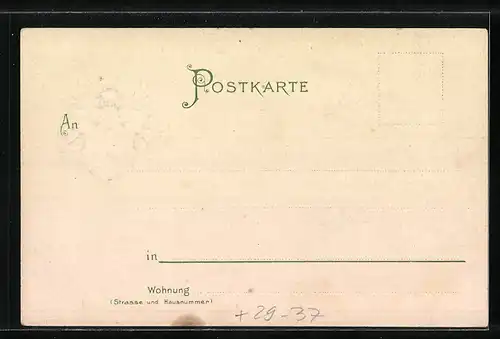 POSTKARTE
An
in
Wohnung
(Strasse und Hausnummer)
+ 29-37